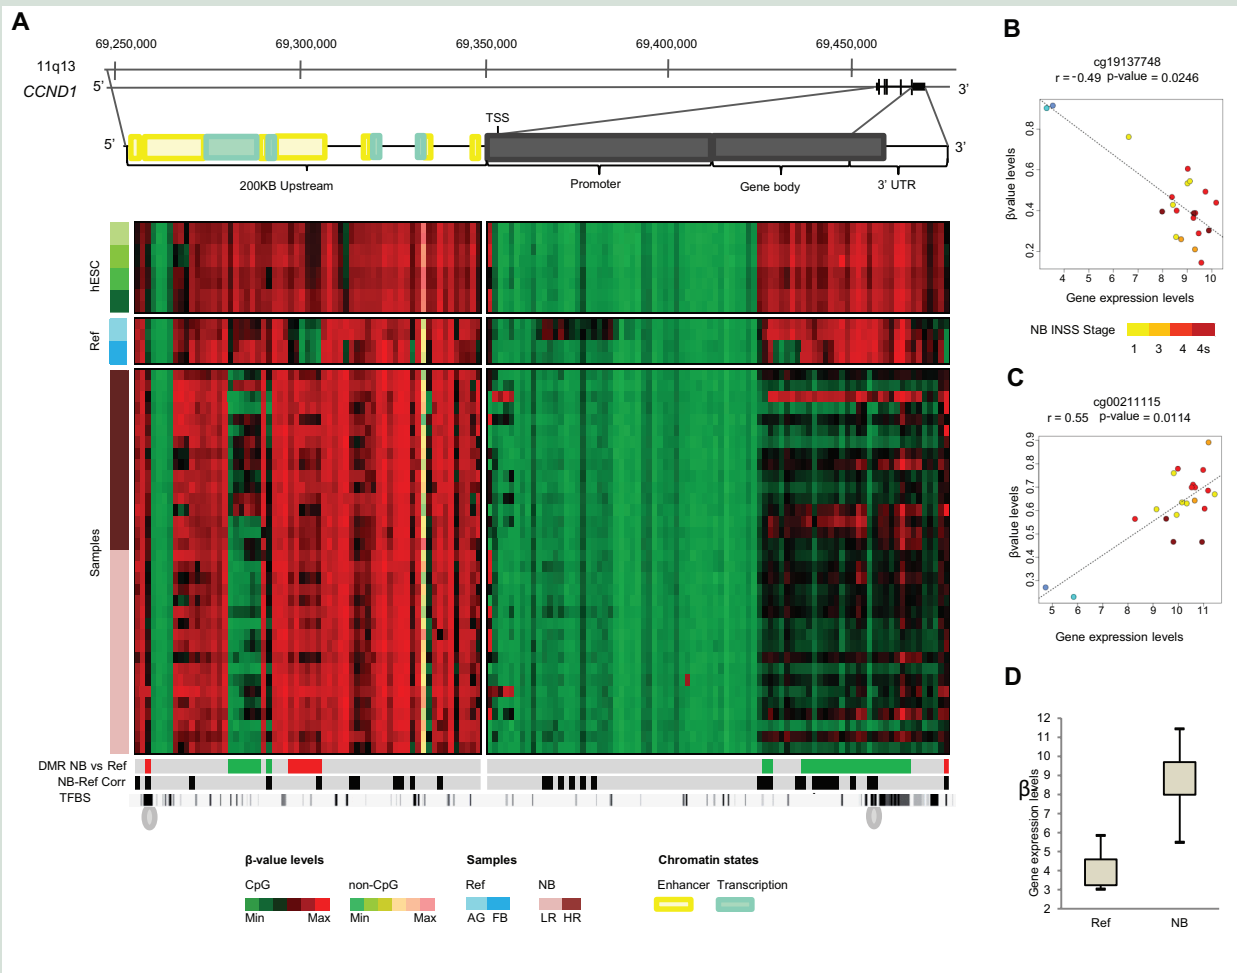 A
69,250,000 69,300,000 69,350,000 69,400,000 69,450,000
11q13
CCND1 5' 3'
TSS
5' 3'
200KB Upstream Promoter Gene body 3' UTR
hESC
Ref
Samples
DMR NB vs Ref
NB-Ref Corr
TFBS
β-value levels
CpG non-CpG
Min Max Min Max
Samples
Ref NB
AG FB LR HR
Chromatin states
Enhancer Transcription
B
cg19137748
r = -0.49 p-value = 0.0246
βvalue levels
0.8
0.6
0.4
0.2
4 5 6 7 8 9 10
Gene expression levels
NB INSS Stage
1 3 4 4s
C
cg00211115
r = 0.55 p-value = 0.0114
βvalue levels
0.9
0.8
0.7
0.6
0.5
0.4
0.3
5 6 7 8 9 10 11
Gene expression levels
D
β
Gene expression levels
12
11
10
9
8
7
6
5
4
3
2
Ref NB